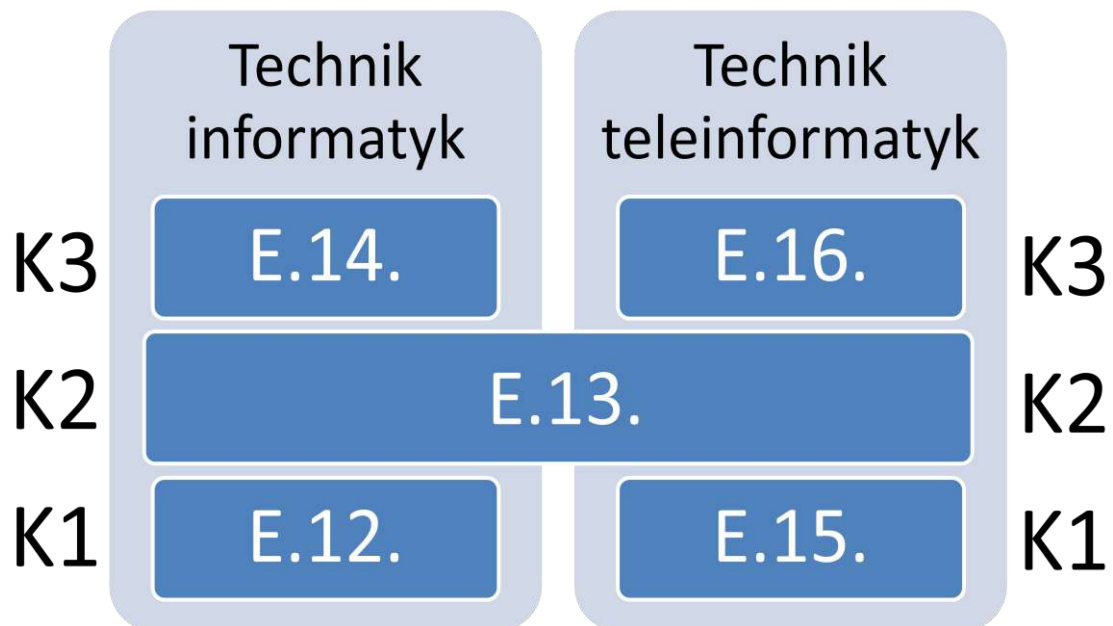 Technik
informatyk
Technik
teleinformatyk
K3
E.14.
E.16.
K3
K2
E.13.
K2
K1
E.12.
E.15.
K1